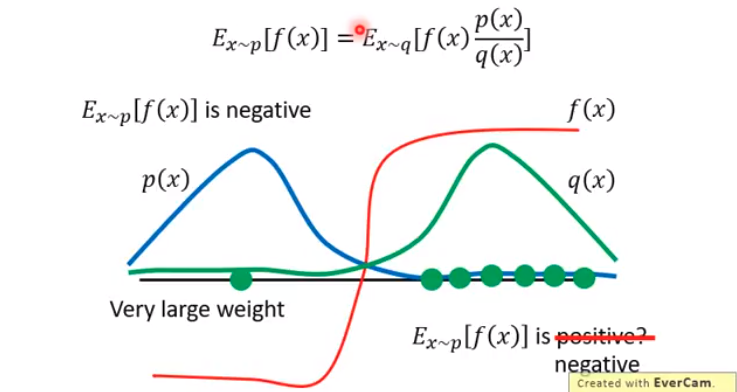 E_{x~p}[f(x)] = E_{x~q}[f(x) p(x)/q(x)]
E_{x~p}[f(x)] is negative
f(x)
p(x)
q(x)
Very large weight
E_{x~p}[f(x)] is positive?
negative
Created with EverCam.